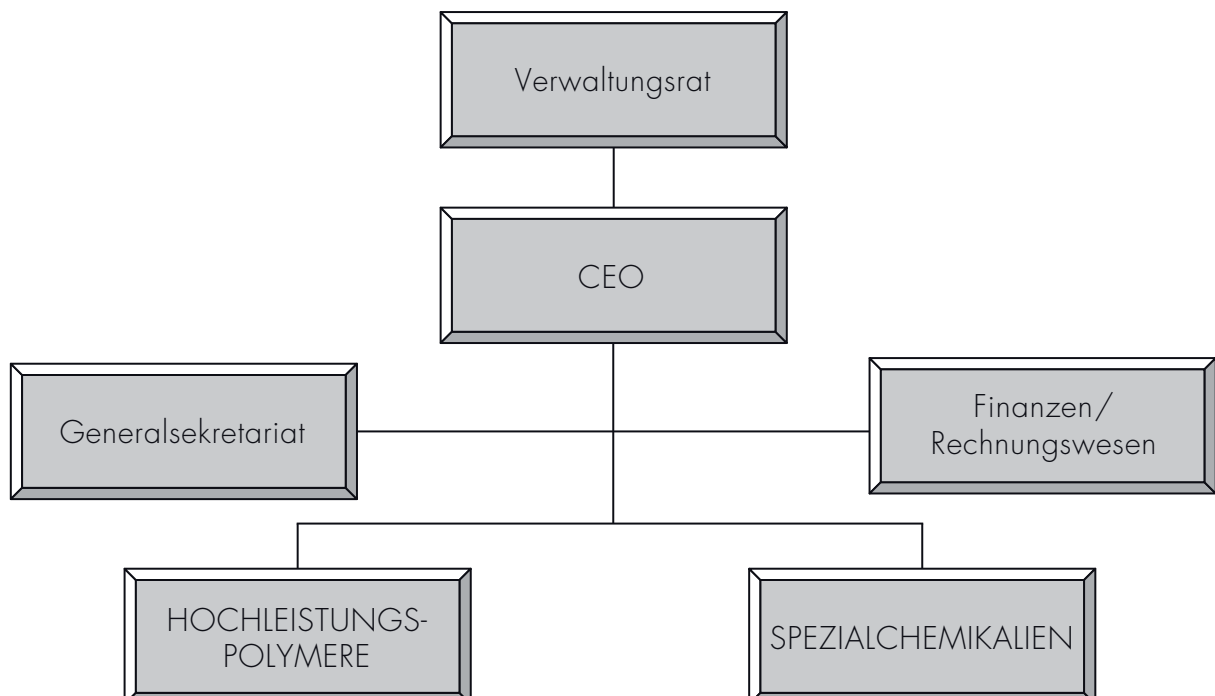 Verwaltungsrat
CEO
Generalsekretariat
Finanzen/
Rechnungswesen
HOCHLEISTUNGS-
POLYMERE
SPEZIALCHEMIKALIEN